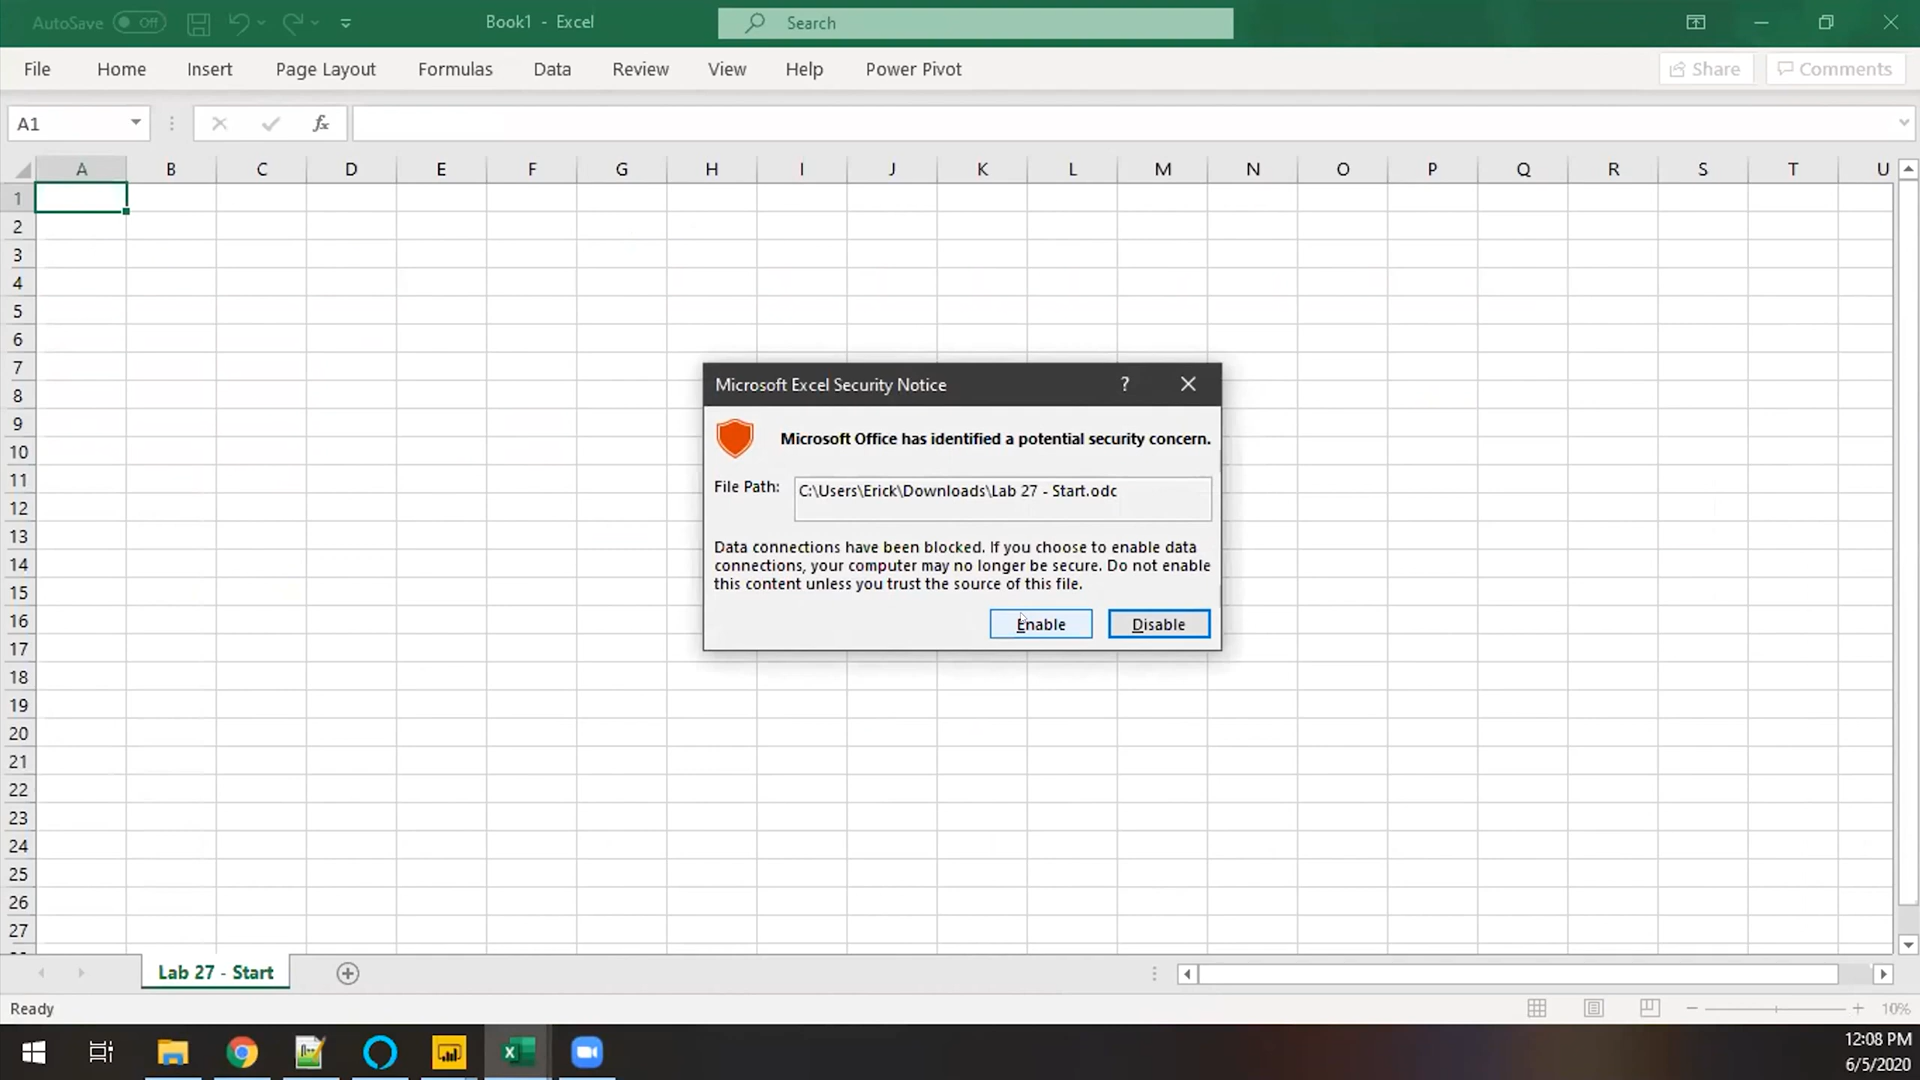 AutoSave Off Book1 - Excel Search
File Home Insert Page Layout Formulas Data Review View Help Power Pivot Share Comments
A1 fx
A B C D E F G H I J K L M N O P Q R S T U
1
2
3
4
5
6
7
8
9
10
11
12
13
14
15
16
17
18
19
20
21
22
23
24
25
26
27
Microsoft Excel Security Notice ?
Microsoft Office has identified a potential security concern.
File Path: C:\Users\Erick\Downloads\Lab 27 - Start.odc
Data connections have been blocked. If you choose to enable data
connections, your computer may no longer be secure. Do not enable
this content unless you trust the source of this file.
Enable Disable
Lab 27 - Start
Ready 10%
12:08 PM
6/5/2020